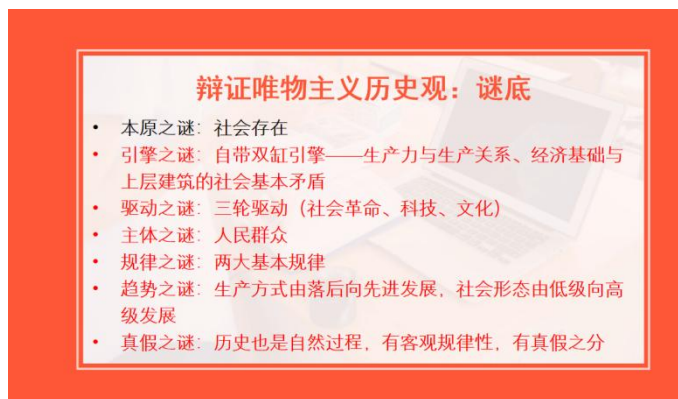 辩证唯物主义历史观：谜底
• 本原之谜：社会存在
• 引擎之谜：自带双缸引擎——生产力与生产关系、经济基础与
上层建筑的社会基本矛盾
• 驱动之谜：三轮驱动（社会革命、科技、文化）
• 主体之谜：人民群众
• 规律之谜：两大基本规律
• 趋势之谜：生产方式由落后向先进发展，社会形态由低级向高
级发展
• 真假之谜：历史也是自然过程，有客观规律性，有真假之分